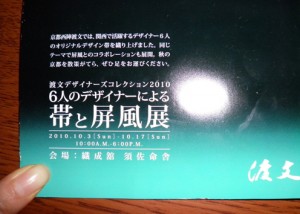 京都西陣渡文では、関西で活躍するデザイナー6人
のオリジナルデザイン帯を織り上げました。同じ
テーマで屏風とのコラボレーションも展開。秋の
京都を散策がてら、ぜひ足をお運びください。
渡文デザイナーズコレクション2010
6人のデザイナーによる
帯と屏風展
2010.10.3[Sun]-10.17[Sun]
10:00A.M.-6:00P.M.
会場：織成舘 須佐命舎
渡文